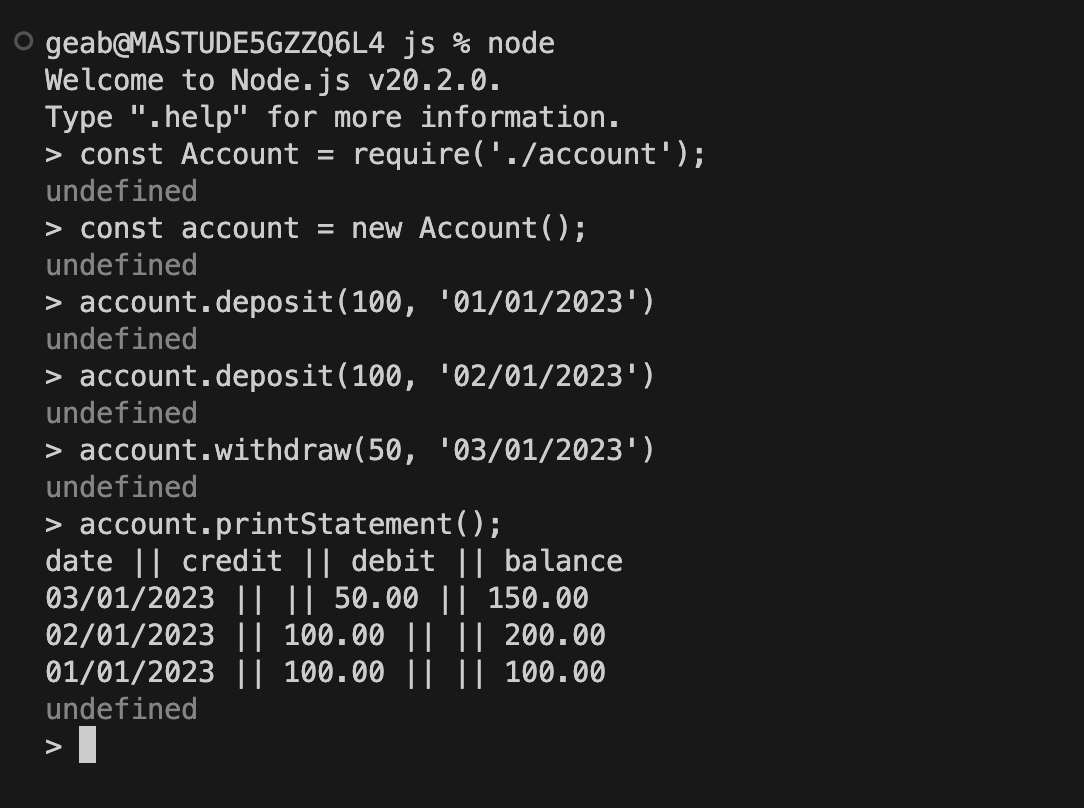 geab@MASTUDE5GZZQ6L4 js % node
Welcome to Node.js v20.2.0.
Type ".help" for more information.
> const Account = require('./account');
undefined
> const account = new Account();
undefined
> account.deposit(100, '01/01/2023')
undefined
> account.deposit(100, '02/01/2023')
undefined
> account.withdraw(50, '03/01/2023')
undefined
> account.printStatement();
date || credit || debit || balance
03/01/2023 || || 50.00 || 150.00
02/01/2023 || 100.00 || || 200.00
01/01/2023 || 100.00 || || 100.00
undefined
>